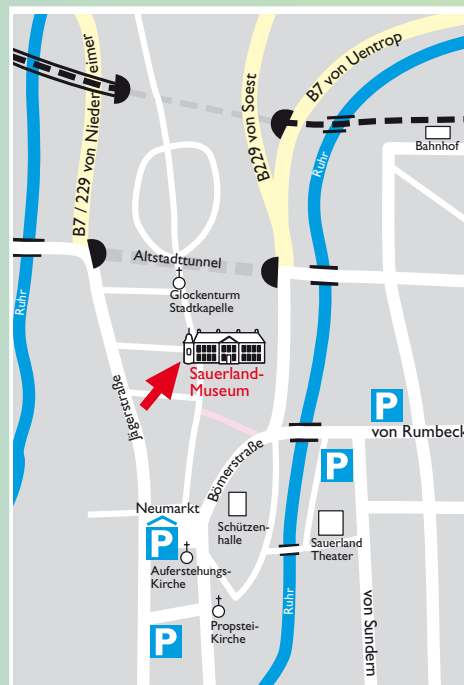 B7 / 229 von Niedereimer
B229 von Soest
B7 von Uentrop
Ruhr
Bahnhof
Altstadttunnel
Ruhr
Glockenturm
Stadtkapelle
Sauerland-
Museum
Jägerstraße
P
von Rumbeck
Bömerstraße
P
Neumarkt
P
Schützen-
halle
Sauerland
Theater
Auferstehungs-
Kirche
Ruhr
von Sundern
Propstei-
Kirche
P